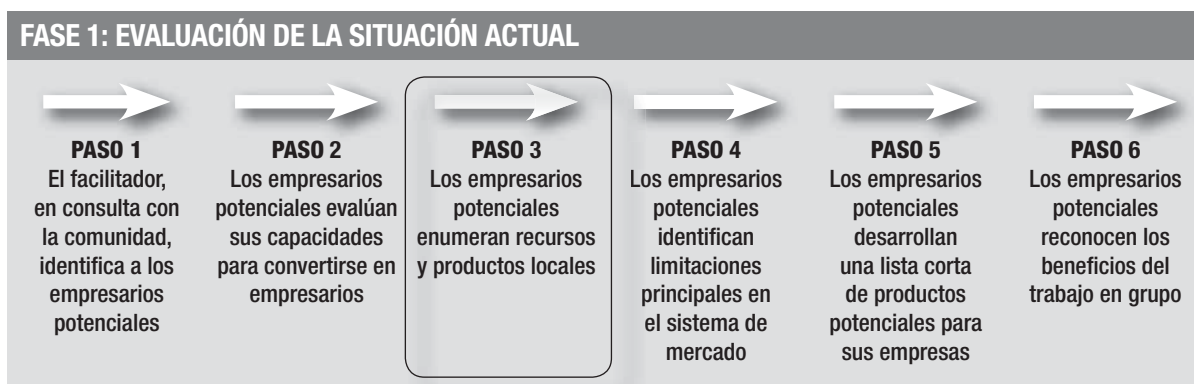 FASE 1: EVALUACIÓN DE LA SITUACIÓN ACTUAL
PASO 1
El facilitador,
en consulta con
la comunidad,
identifica a los
empresarios
potenciales
PASO 2
Los empresarios
potenciales evalúan
sus capacidades
para convertirse en
empresarios
PASO 3
Los empresarios
potenciales
enumeran recursos
y productos locales
PASO 4
Los empresarios
potenciales
identifican
limitaciones
principales en
el sistema de
mercado
PASO 5
Los empresarios
potenciales
desarrollan
una lista corta
de productos
potenciales para
sus empresas
PASO 6
Los empresarios
potenciales
reconocen los
beneficios del
trabajo en grupo